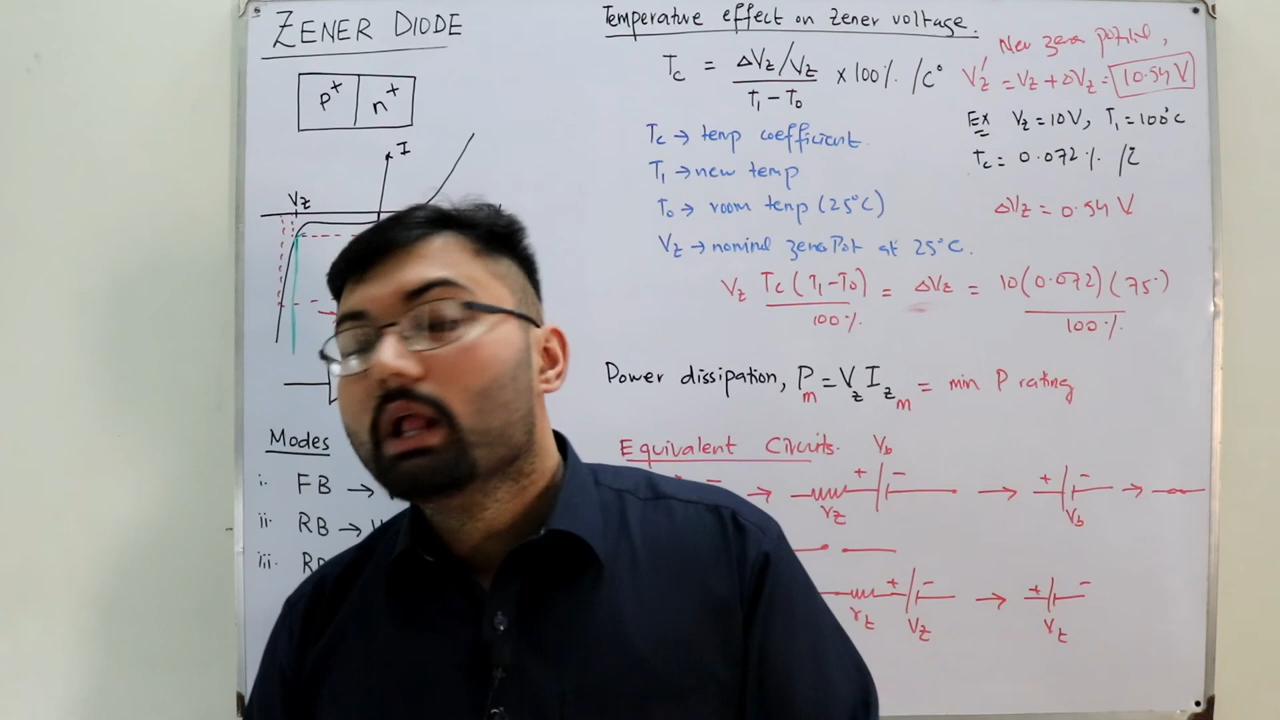 ZENER DIODE
p⁺ n⁺
I
Vz
Modes
i. FB →
ii. RB →
iii.
Temperative effect on zener voltage.
Tc = ΔVz/Vz / T₁ - T₀ × 100% /C°
Tc → temp coefficient
T₁ → new temp
T₀ → room temp (25°C)
Vz → nominl zener Pot at 25°C.
New zener potential,
Vz' = Vz + ΔVz = 10.54 V
Ex Vz = 10V, T₁ = 100°C
Tc = 0.072% /C
ΔVz = 0.54 V
Vz Tc (T₁ - T₀) / 100% = ΔVz = 10(0.072)(75) / 100%
Power dissipation, Pm = Vz Izm = min P rating
Equivalent Circuits.
→ rz + Vb - → + Vb - →
rz + Vz - → + Vz -